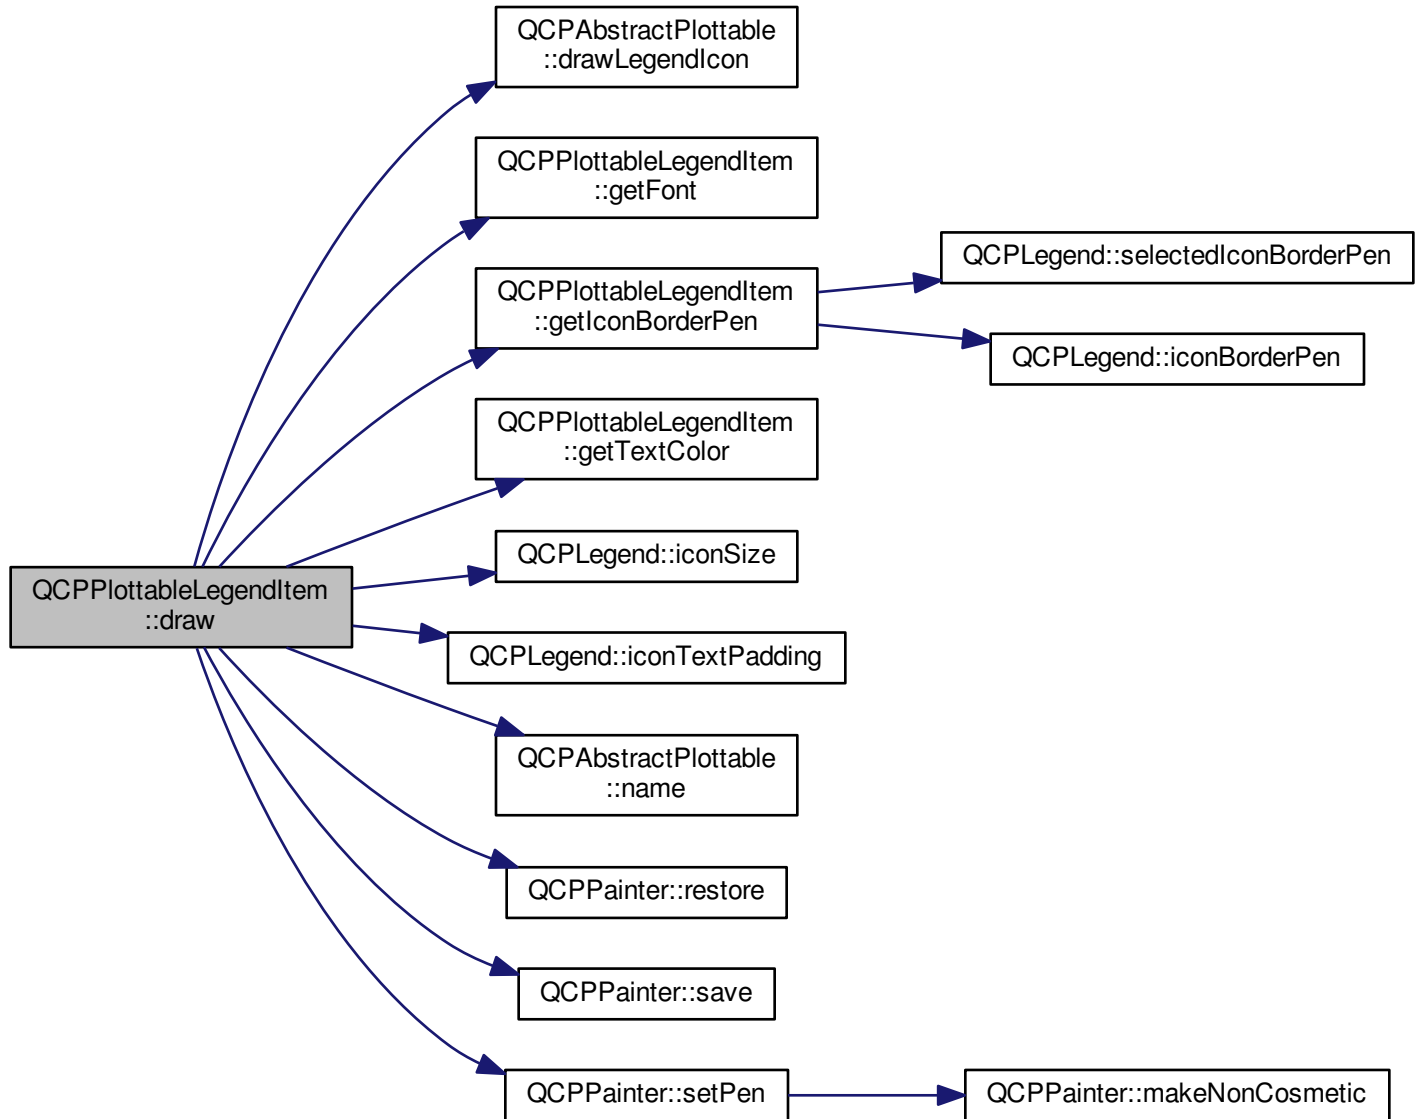 QCPAbstractPlottable
::drawLegendIcon
QCPPlottableLegendItem
::getFont
QCPPlottableLegendItem
::getIconBorderPen
QCPLegend::selectedIconBorderPen
QCPLegend::iconBorderPen
QCPPlottableLegendItem
::getTextColor
QCPLegend::iconSize
QCPPlottableLegendItem
::draw
QCPLegend::iconTextPadding
QCPAbstractPlottable
::name
QCPPainter::restore
QCPPainter::save
QCPPainter::setPen
QCPPainter::makeNonCosmetic